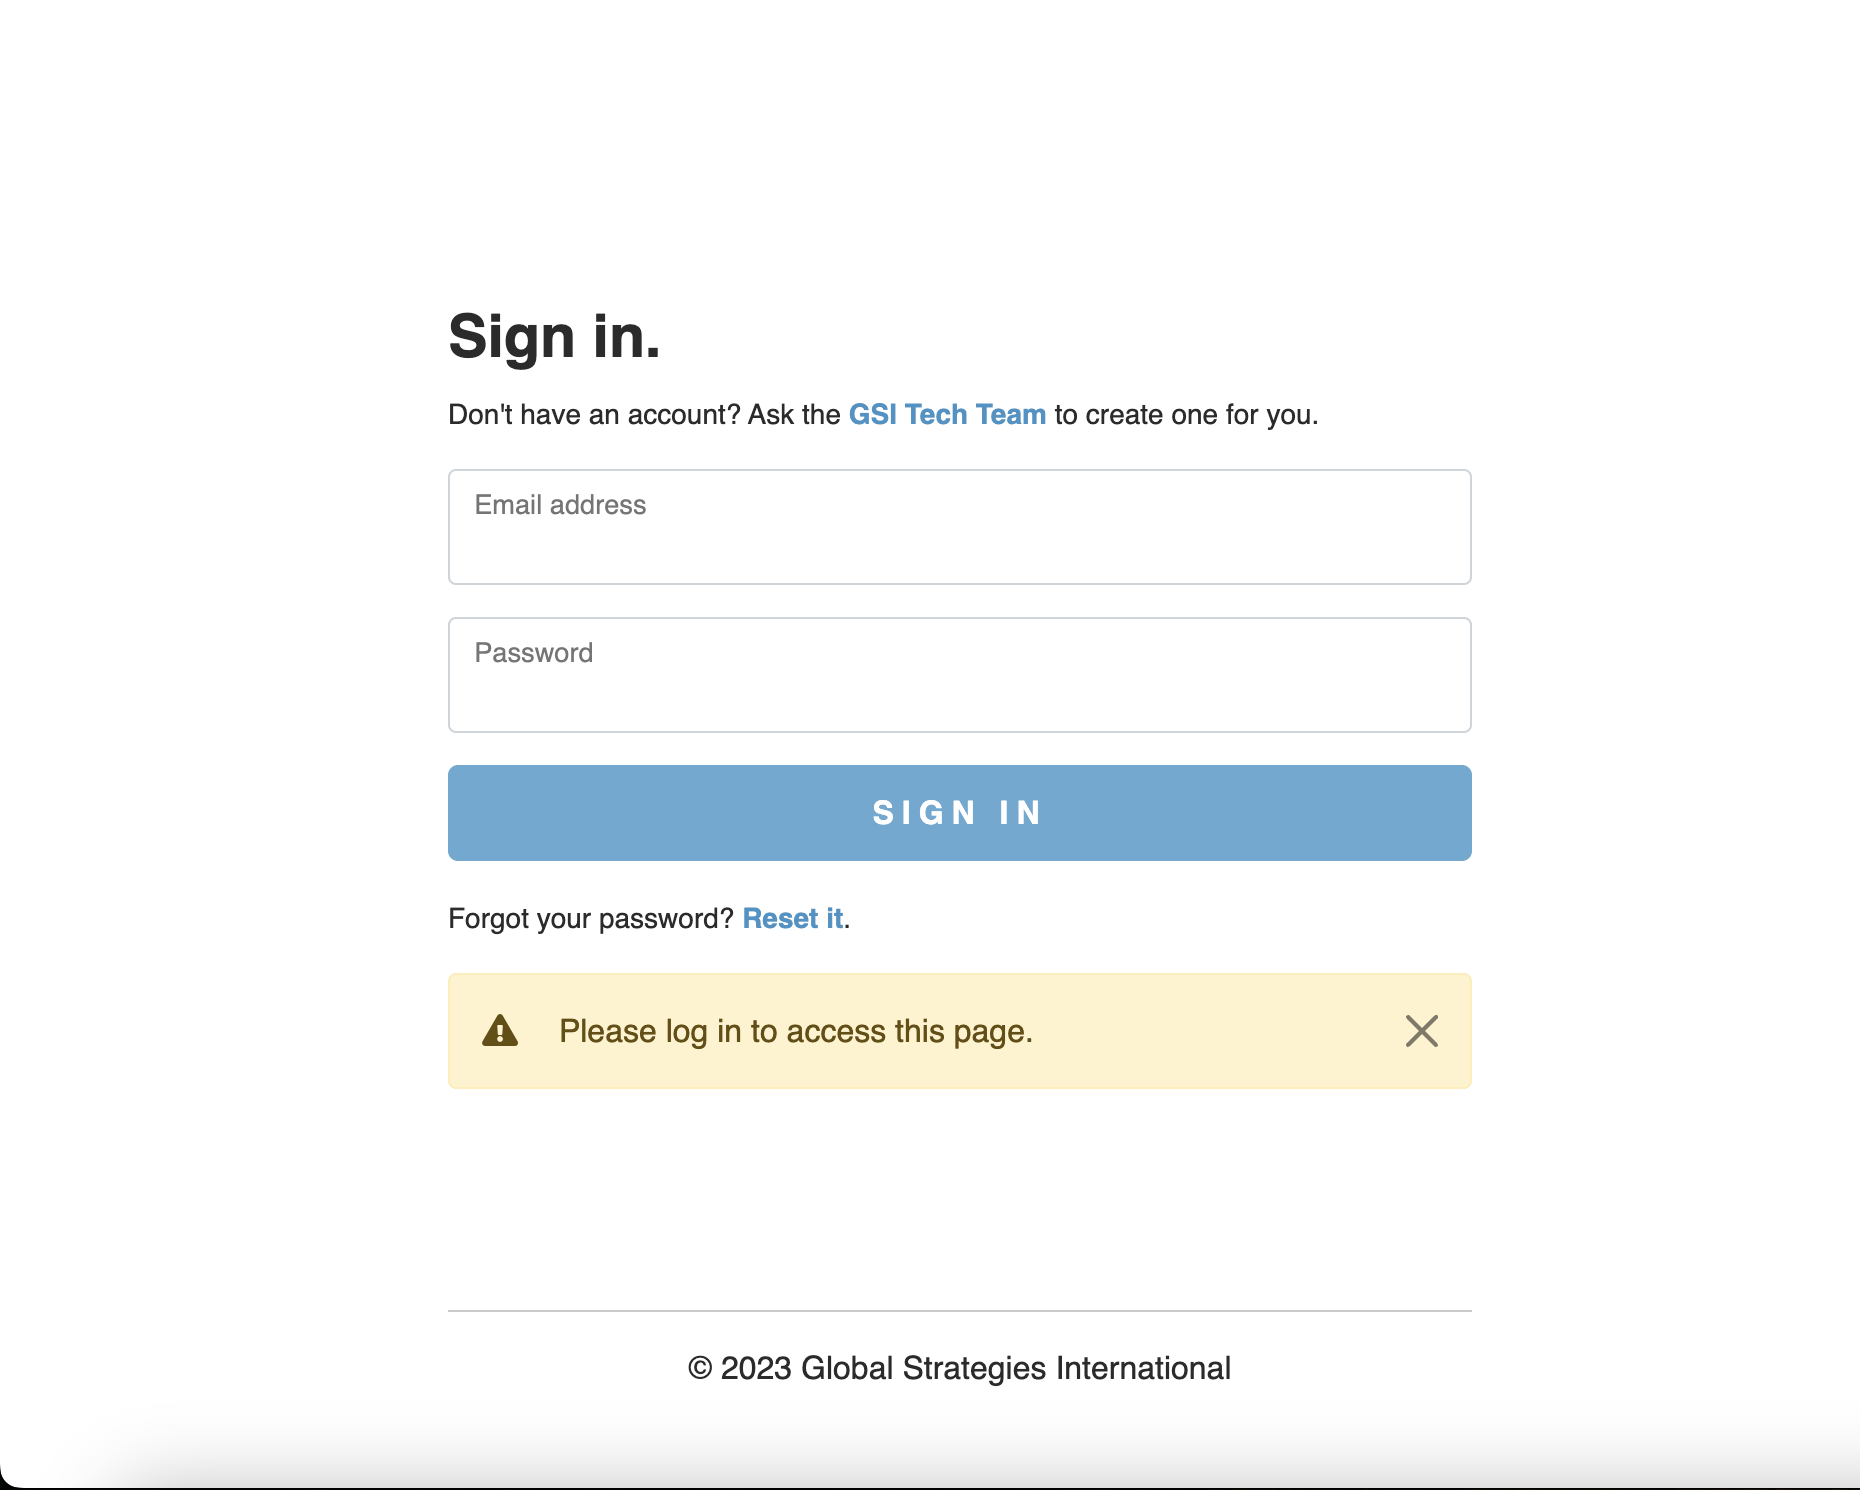 Sign in.
Don't have an account? Ask the GSI Tech Team to create one for you.
Email address
Password
SIGN IN
Forgot your password? Reset it.
Please log in to access this page.
© 2023 Global Strategies International